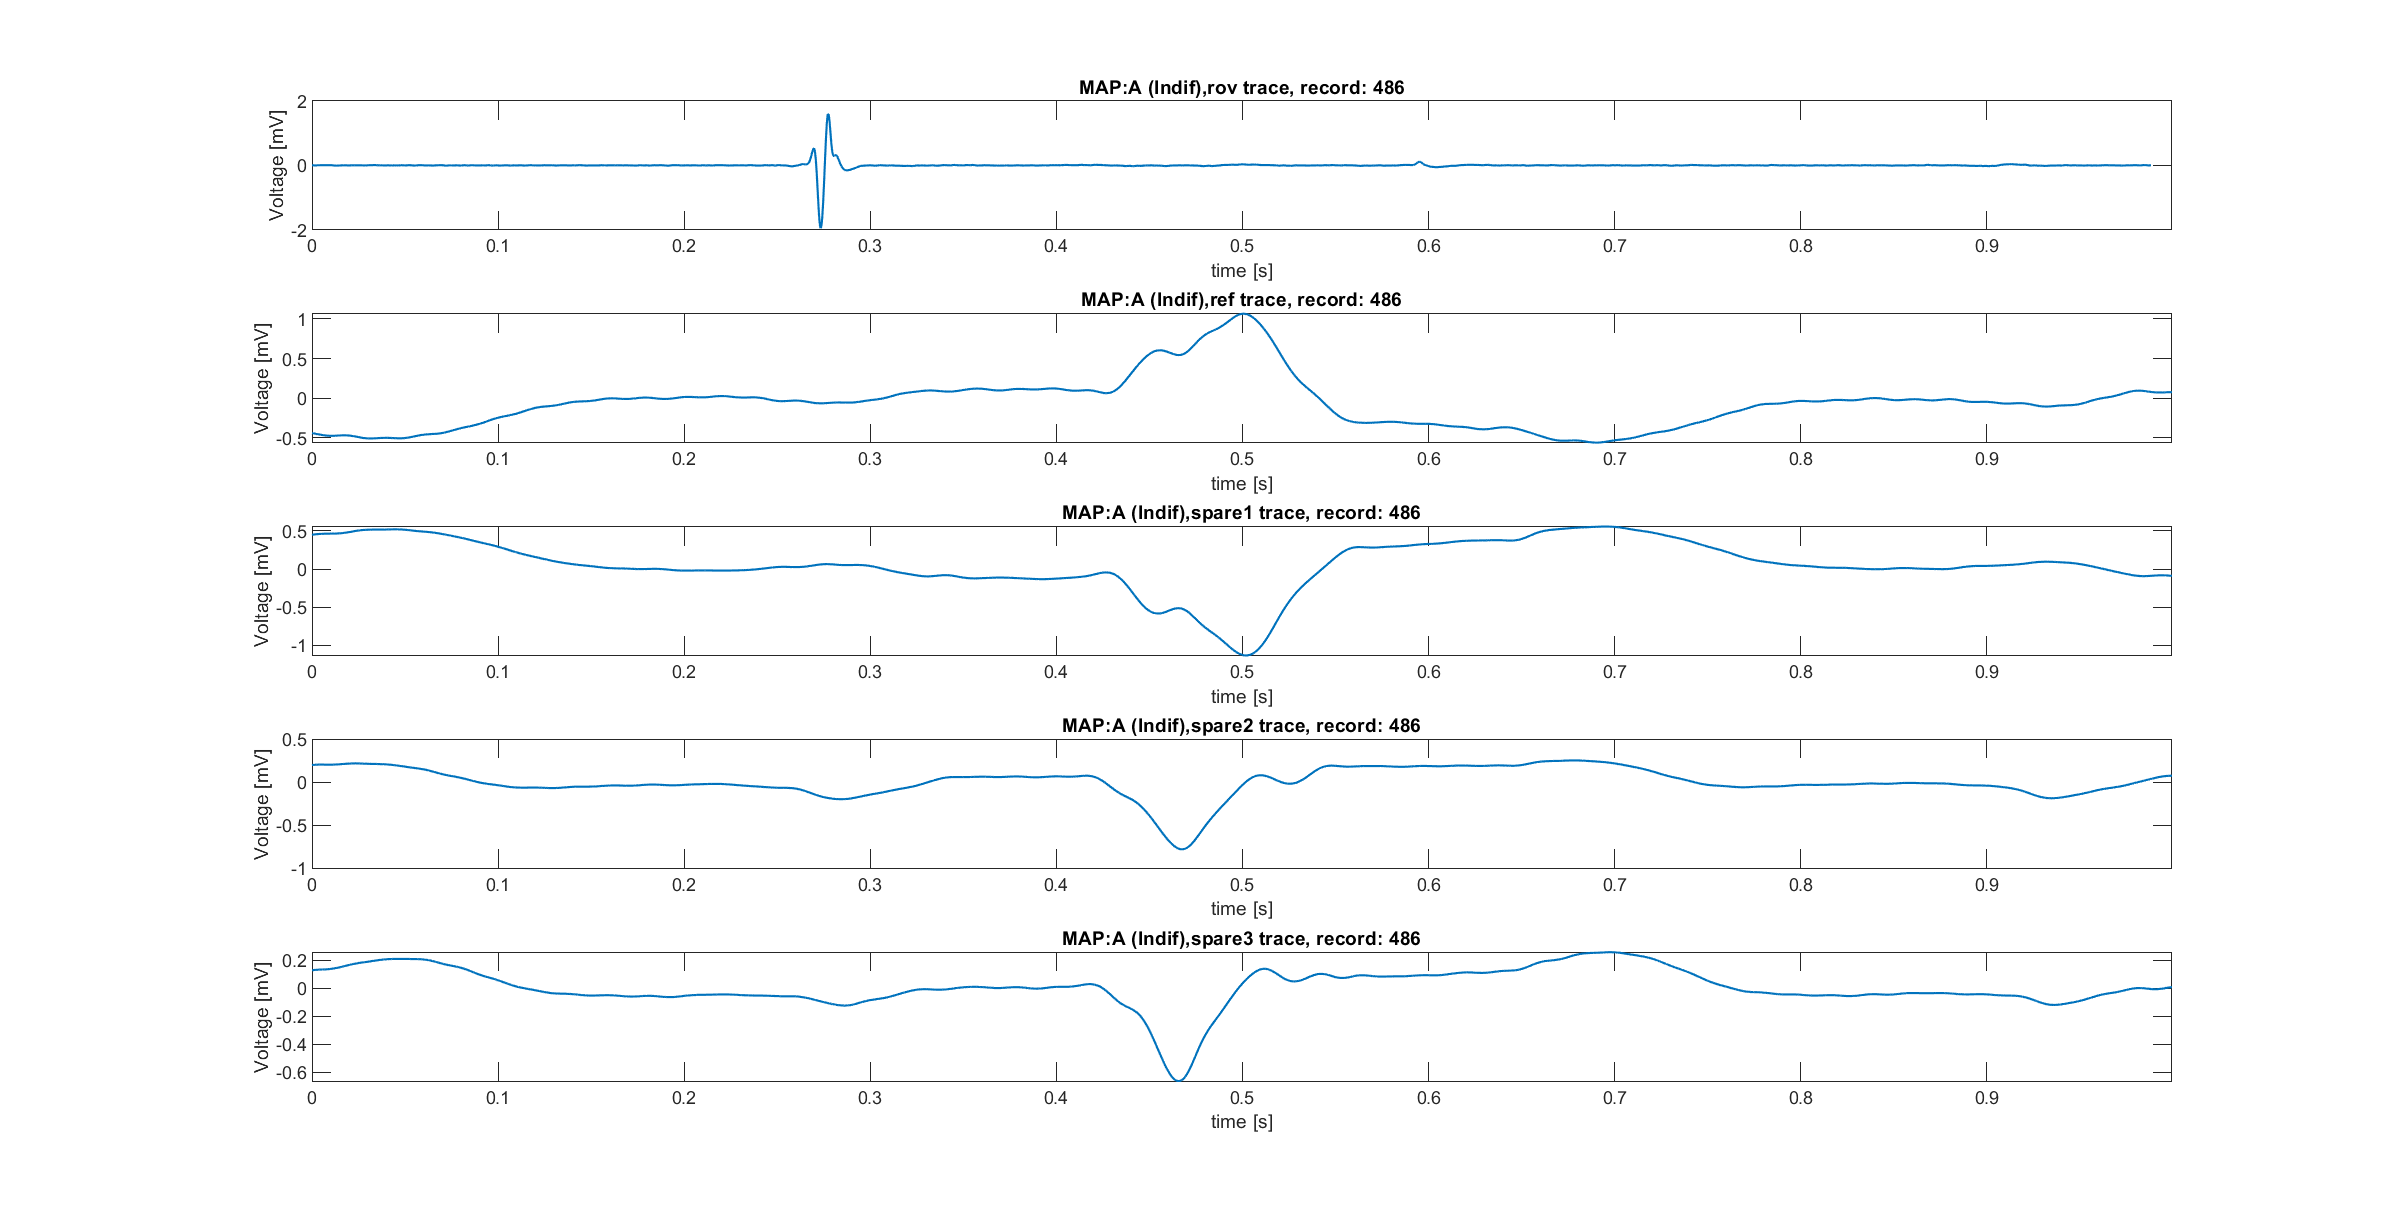 MAP:A (Indif),rov trace, record: 486
Voltage [mV]
2
0
-2
0 0.1 0.2 0.3 0.4 0.5 0.6 0.7 0.8 0.9
time [s]
MAP:A (Indif),ref trace, record: 486
Voltage [mV]
1
0.5
0
-0.5
0 0.1 0.2 0.3 0.4 0.5 0.6 0.7 0.8 0.9
time [s]
MAP:A (Indif),spare1 trace, record: 486
Voltage [mV]
0.5
0
-0.5
-1
0 0.1 0.2 0.3 0.4 0.5 0.6 0.7 0.8 0.9
time [s]
MAP:A (Indif),spare2 trace, record: 486
Voltage [mV]
0.5
0
-0.5
-1
0 0.1 0.2 0.3 0.4 0.5 0.6 0.7 0.8 0.9
time [s]
MAP:A (Indif),spare3 trace, record: 486
Voltage [mV]
0.2
0
-0.2
-0.4
-0.6
0 0.1 0.2 0.3 0.4 0.5 0.6 0.7 0.8 0.9
time [s]